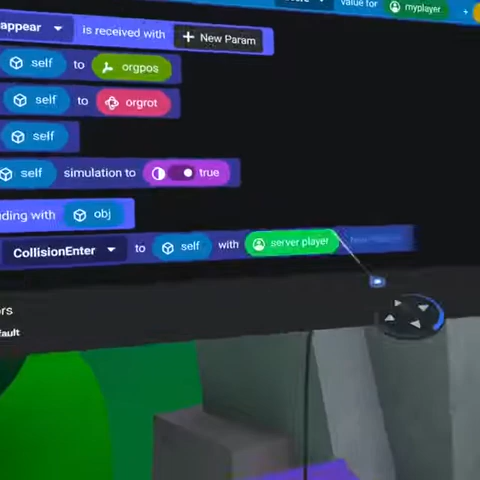 value for myplayer +
appear is received with + New Param
self to orgpos
self to orgrot
self
self simulation to true
ding with obj
CollisionEnter to self with server player
rs
fault